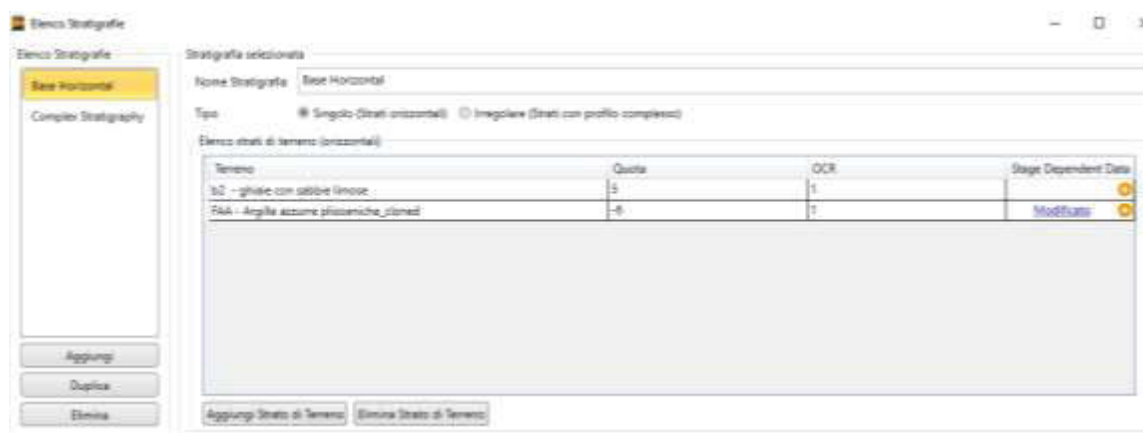 Elenco Stratigrafie
Elenco Stratigrafie
Base Horizontal
Complex Stratigraphy
Aggiungi
Duplica
Elimina
Stratigrafia selezionata
Nome Stratigrafia Base Horizontal
Tipo Singolo (Strati orizzontali) Irregolare (Strati con profilo complesso)
Elenco strati di terreno (orizzontali)
Terreno Quota OCR Stage Dependent Data
b2 - ghiaie con sabbie limose 5 1
FAA - Argille azzurre plioceniche_cloned -6 1 Modificato
Aggiungi Strato di Terreno Elimina Strato di Terreno